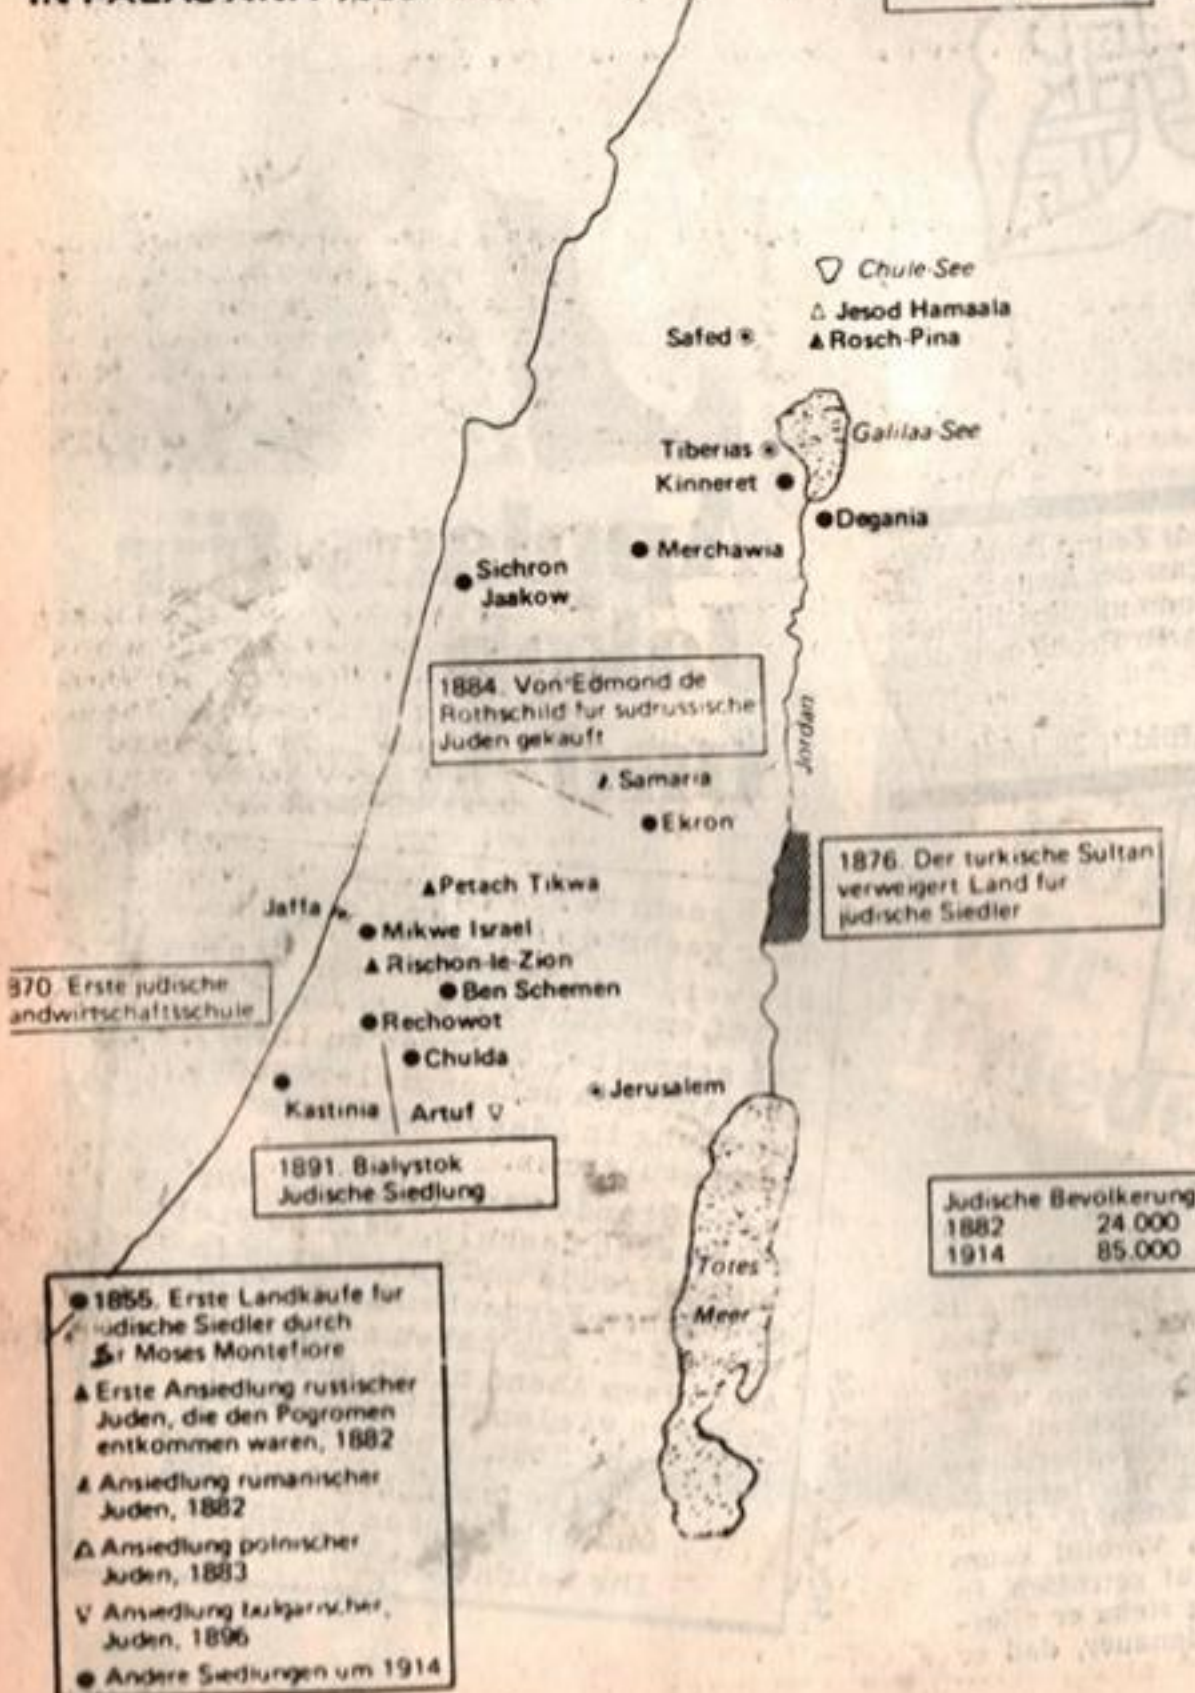 IN
Chule-See
Jesod Hamaala
Safed
Rosch-Pina
Galilaa-See
Tiberias
Kinneret
Degania
Merchawia
Sichron
Jaakow
1884. Von Edmond de
Rothschild fur sudrussische
Juden gekauft
Jordan
Samaria
Ekron
1876. Der turkische Sultan
verweigert Land fur
judische Siedler
Petach Tikwa
Jaffa
Mikwe Israel
Rischon-le-Zion
870. Erste judische
andwirtschaftsschule
Ben Schemen
Rechowot
Chulda
Jerusalem
Kastinia
Artuf
1891. Bialystok
Judische Siedlung
Judische Bevolkerung
1882 24.000
1914 85.000
Totes
Meer
1855. Erste Landkaufe fur
judische Siedler durch
Sir Moses Montefiore
Erste Ansiedlung russischer
Juden, die den Pogromen
entkommen waren, 1882
Ansiedlung rumanischer
Juden, 1882
Ansiedlung polnischer
Juden, 1883
Ansiedlung bulgarischer
Juden, 1896
Andere Siedlungen um 1914